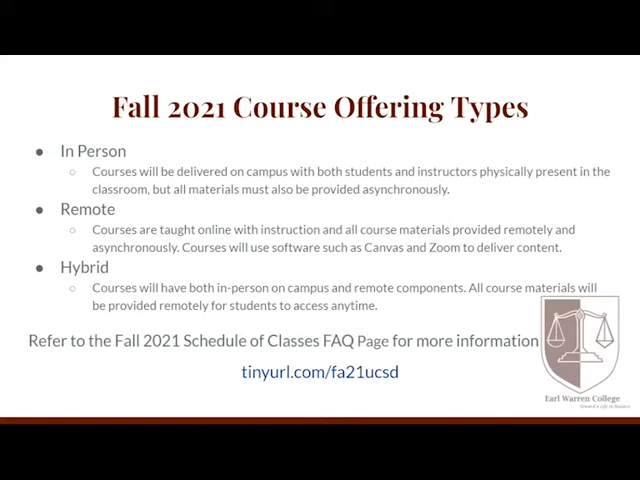 Fall 2021 Course Offering Types
● In Person
○ Courses will be delivered on campus with both students and instructors physically present in the
classroom, but all materials must also be provided asynchronously.
● Remote
○ Courses are taught online with instruction and all course materials provided remotely and
asynchronously. Courses will use software such as Canvas and Zoom to deliver content.
● Hybrid
○ Courses will have both in-person on campus and remote components. All course materials will
be provided remotely for students to access anytime.
Refer to the Fall 2021 Schedule of Classes FAQ Page for more information
tinyurl.com/fa21ucsd
Earl Warren College
Toward a Life in Balance